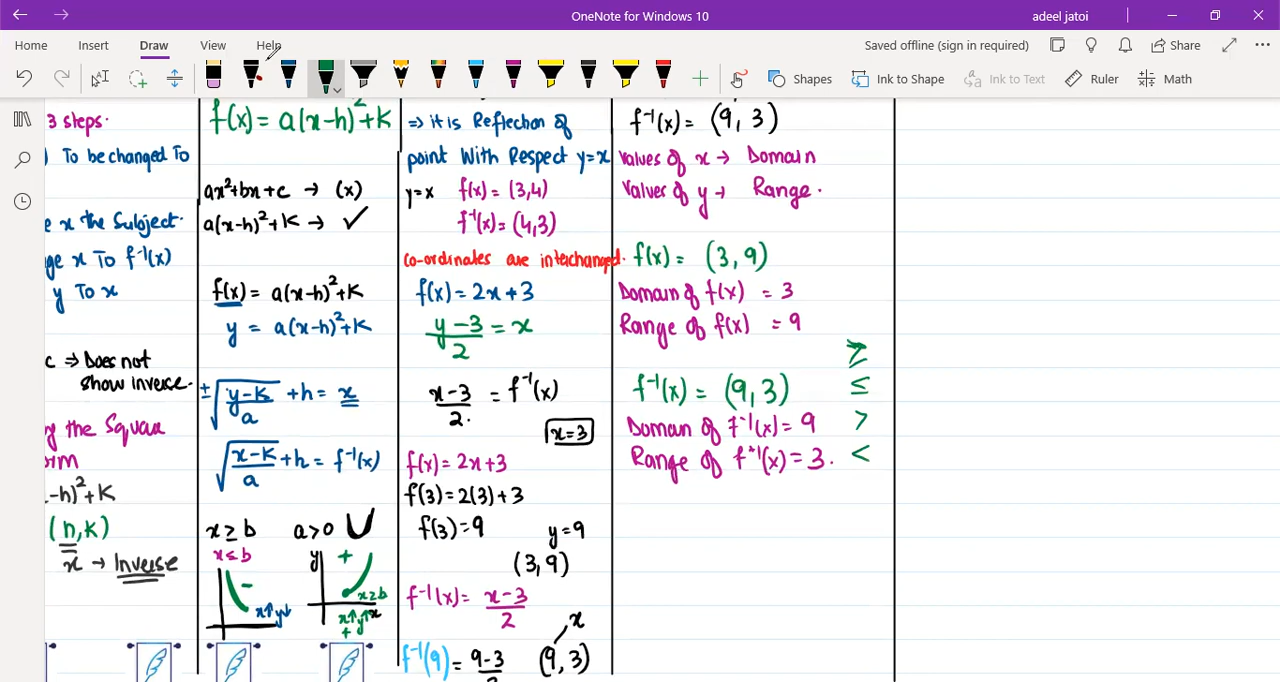 OneNote for Windows 10
adeel jatoi
Home
Insert
Draw
View
Help
Saved offline (sign in required)
Share
Shapes
Ink to Shape
Ink to Text
Ruler
Math
3 steps.
To be changed To
x the Subject.
x To f⁻¹(x)
y To x
c ⇒ Does not
show inverse.
the Square
-h)²+K
(h,K)
x → Inverse
f(x) = a(x-h)²+K
ax²+bx+c → (x)
a(x-h)²+K → ✓
f(x) = a(x-h)²+K
y = a(x-h)²+K
±√((y-K)/a) +h = x
√((x-K)/a) +h = f⁻¹(x)
x ≥ b a>0
x ≤ b
y +
-
x≥b
x↑y↓
x↑y↑ x
+
⇒ it is Reflection of
point With Respect y=x
y=x f(x) = (3,4)
f⁻¹(x) = (4,3)
Co-ordinates are interchanged.
f(x) = 2x+3
(y-3)/2 = x
(x-3)/2 = f⁻¹(x)
x=3
f(x) = 2x+3
f(3) = 2(3)+3
f(3) = 9 y=9
(3,9)
f⁻¹(x) = (x-3)/2
x
f⁻¹(9) = (9-3)/2 (9,3)
f⁻¹(x) = (9,3)
Values of x → Domain
Values of y → Range.
f(x) = (3,9)
Domain of f(x) = 3
Range of f(x) = 9
≥
f⁻¹(x) = (9,3) ≤
Domain of f⁻¹(x) = 9 >
Range of f⁻¹(x) = 3. <